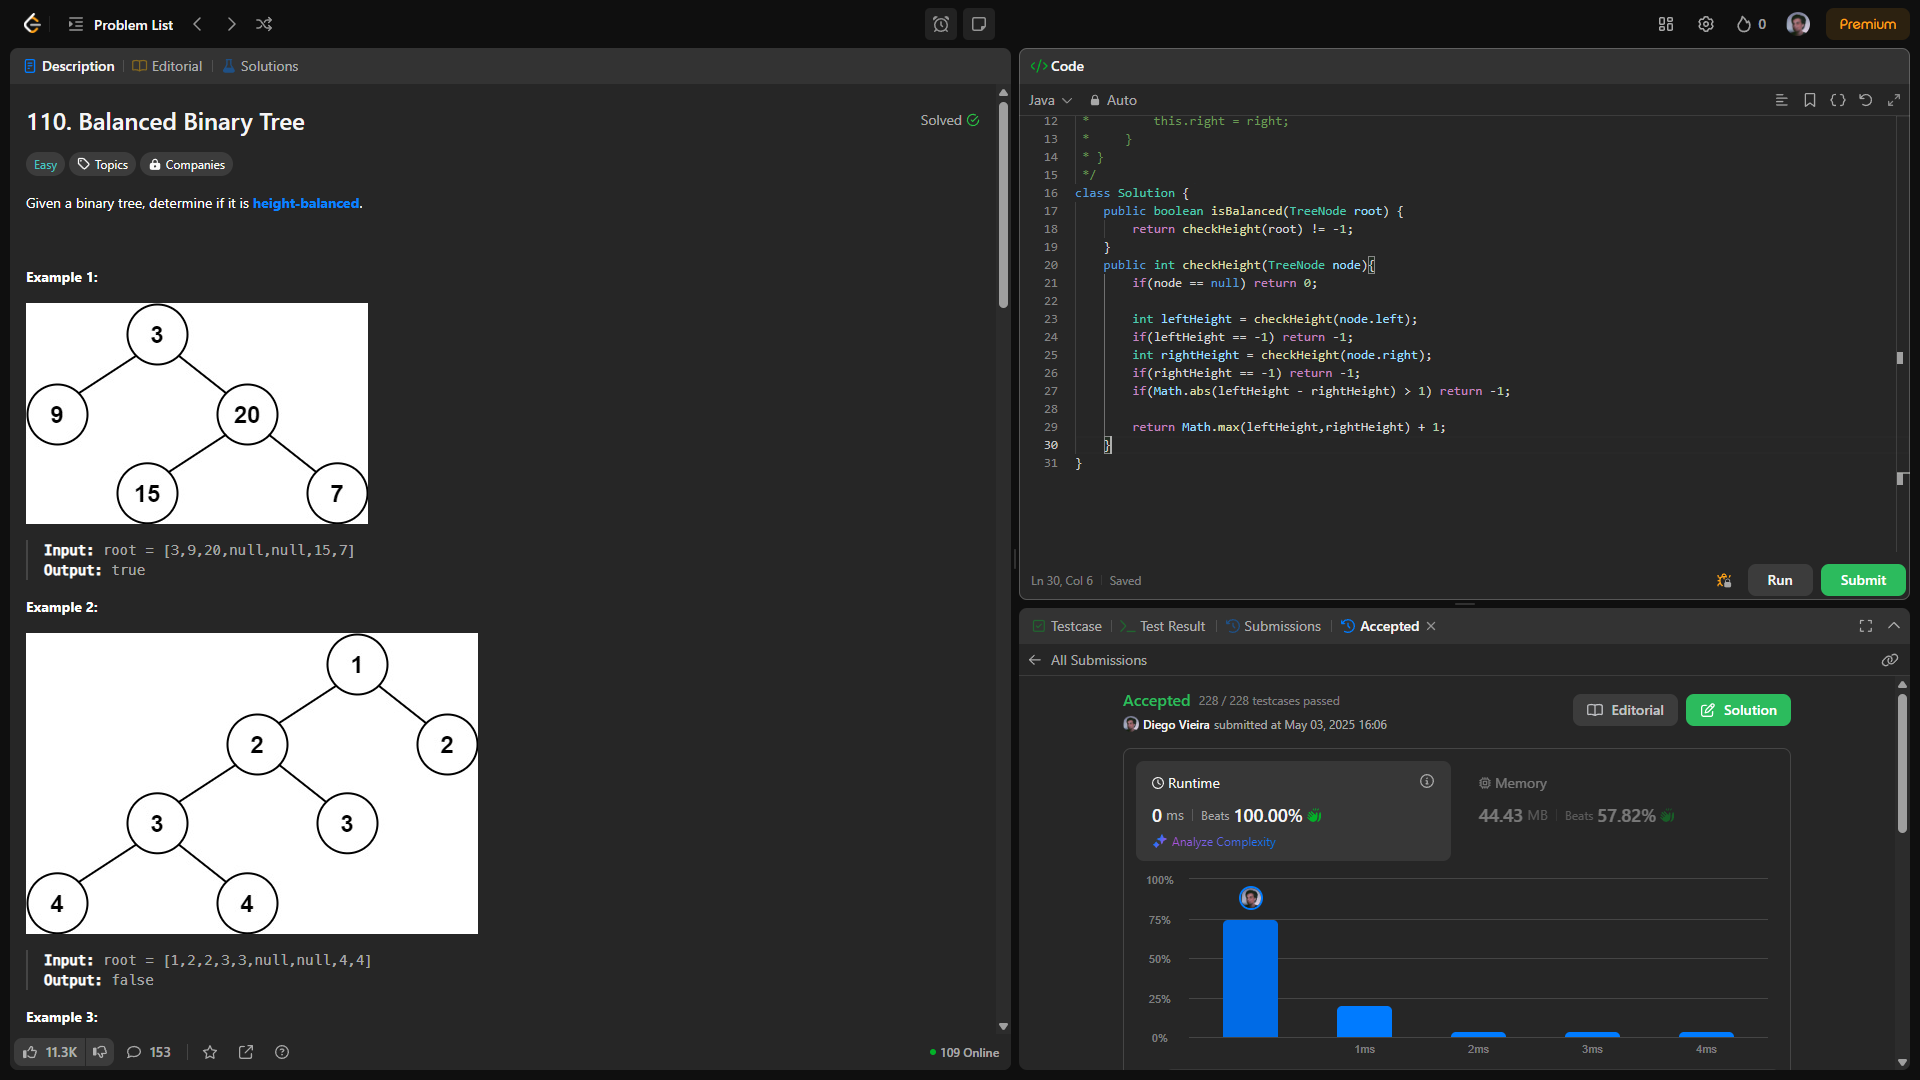 Problem List
0
Premium
Description
Editorial
Solutions
110. Balanced Binary Tree
Solved
Easy
Topics
Companies
Given a binary tree, determine if it is height-balanced.
Example 1:
3
9
20
15
7
Input: root = [3,9,20,null,null,15,7]
Output: true
Example 2:
1
2
2
3
3
4
4
Input: root = [1,2,2,3,3,null,null,4,4]
Output: false
Example 3:
11.3K
153
109 Online
</> Code
Java
Auto
12 * this.right = right;
13 * }
14 * }
15 */
16 class Solution {
17 public boolean isBalanced(TreeNode root) {
18 return checkHeight(root) != -1;
19 }
20 public int checkHeight(TreeNode node){
21 if(node == null) return 0;
22
23 int leftHeight = checkHeight(node.left);
24 if(leftHeight == -1) return -1;
25 int rightHeight = checkHeight(node.right);
26 if(rightHeight == -1) return -1;
27 if(Math.abs(leftHeight - rightHeight) > 1) return -1;
28
29 return Math.max(leftHeight,rightHeight) + 1;
30 }
31 }
Ln 30, Col 6
Saved
Run
Submit
Testcase
Test Result
Submissions
Accepted
All Submissions
Accepted 228 / 228 testcases passed
Diego Vieira submitted at May 03, 2025 16:06
Editorial
Solution
Runtime
0 ms Beats 100.00%
Analyze Complexity
Memory
44.43 MB Beats 57.82%
100%
75%
50%
25%
0%
1ms
2ms
3ms
4ms